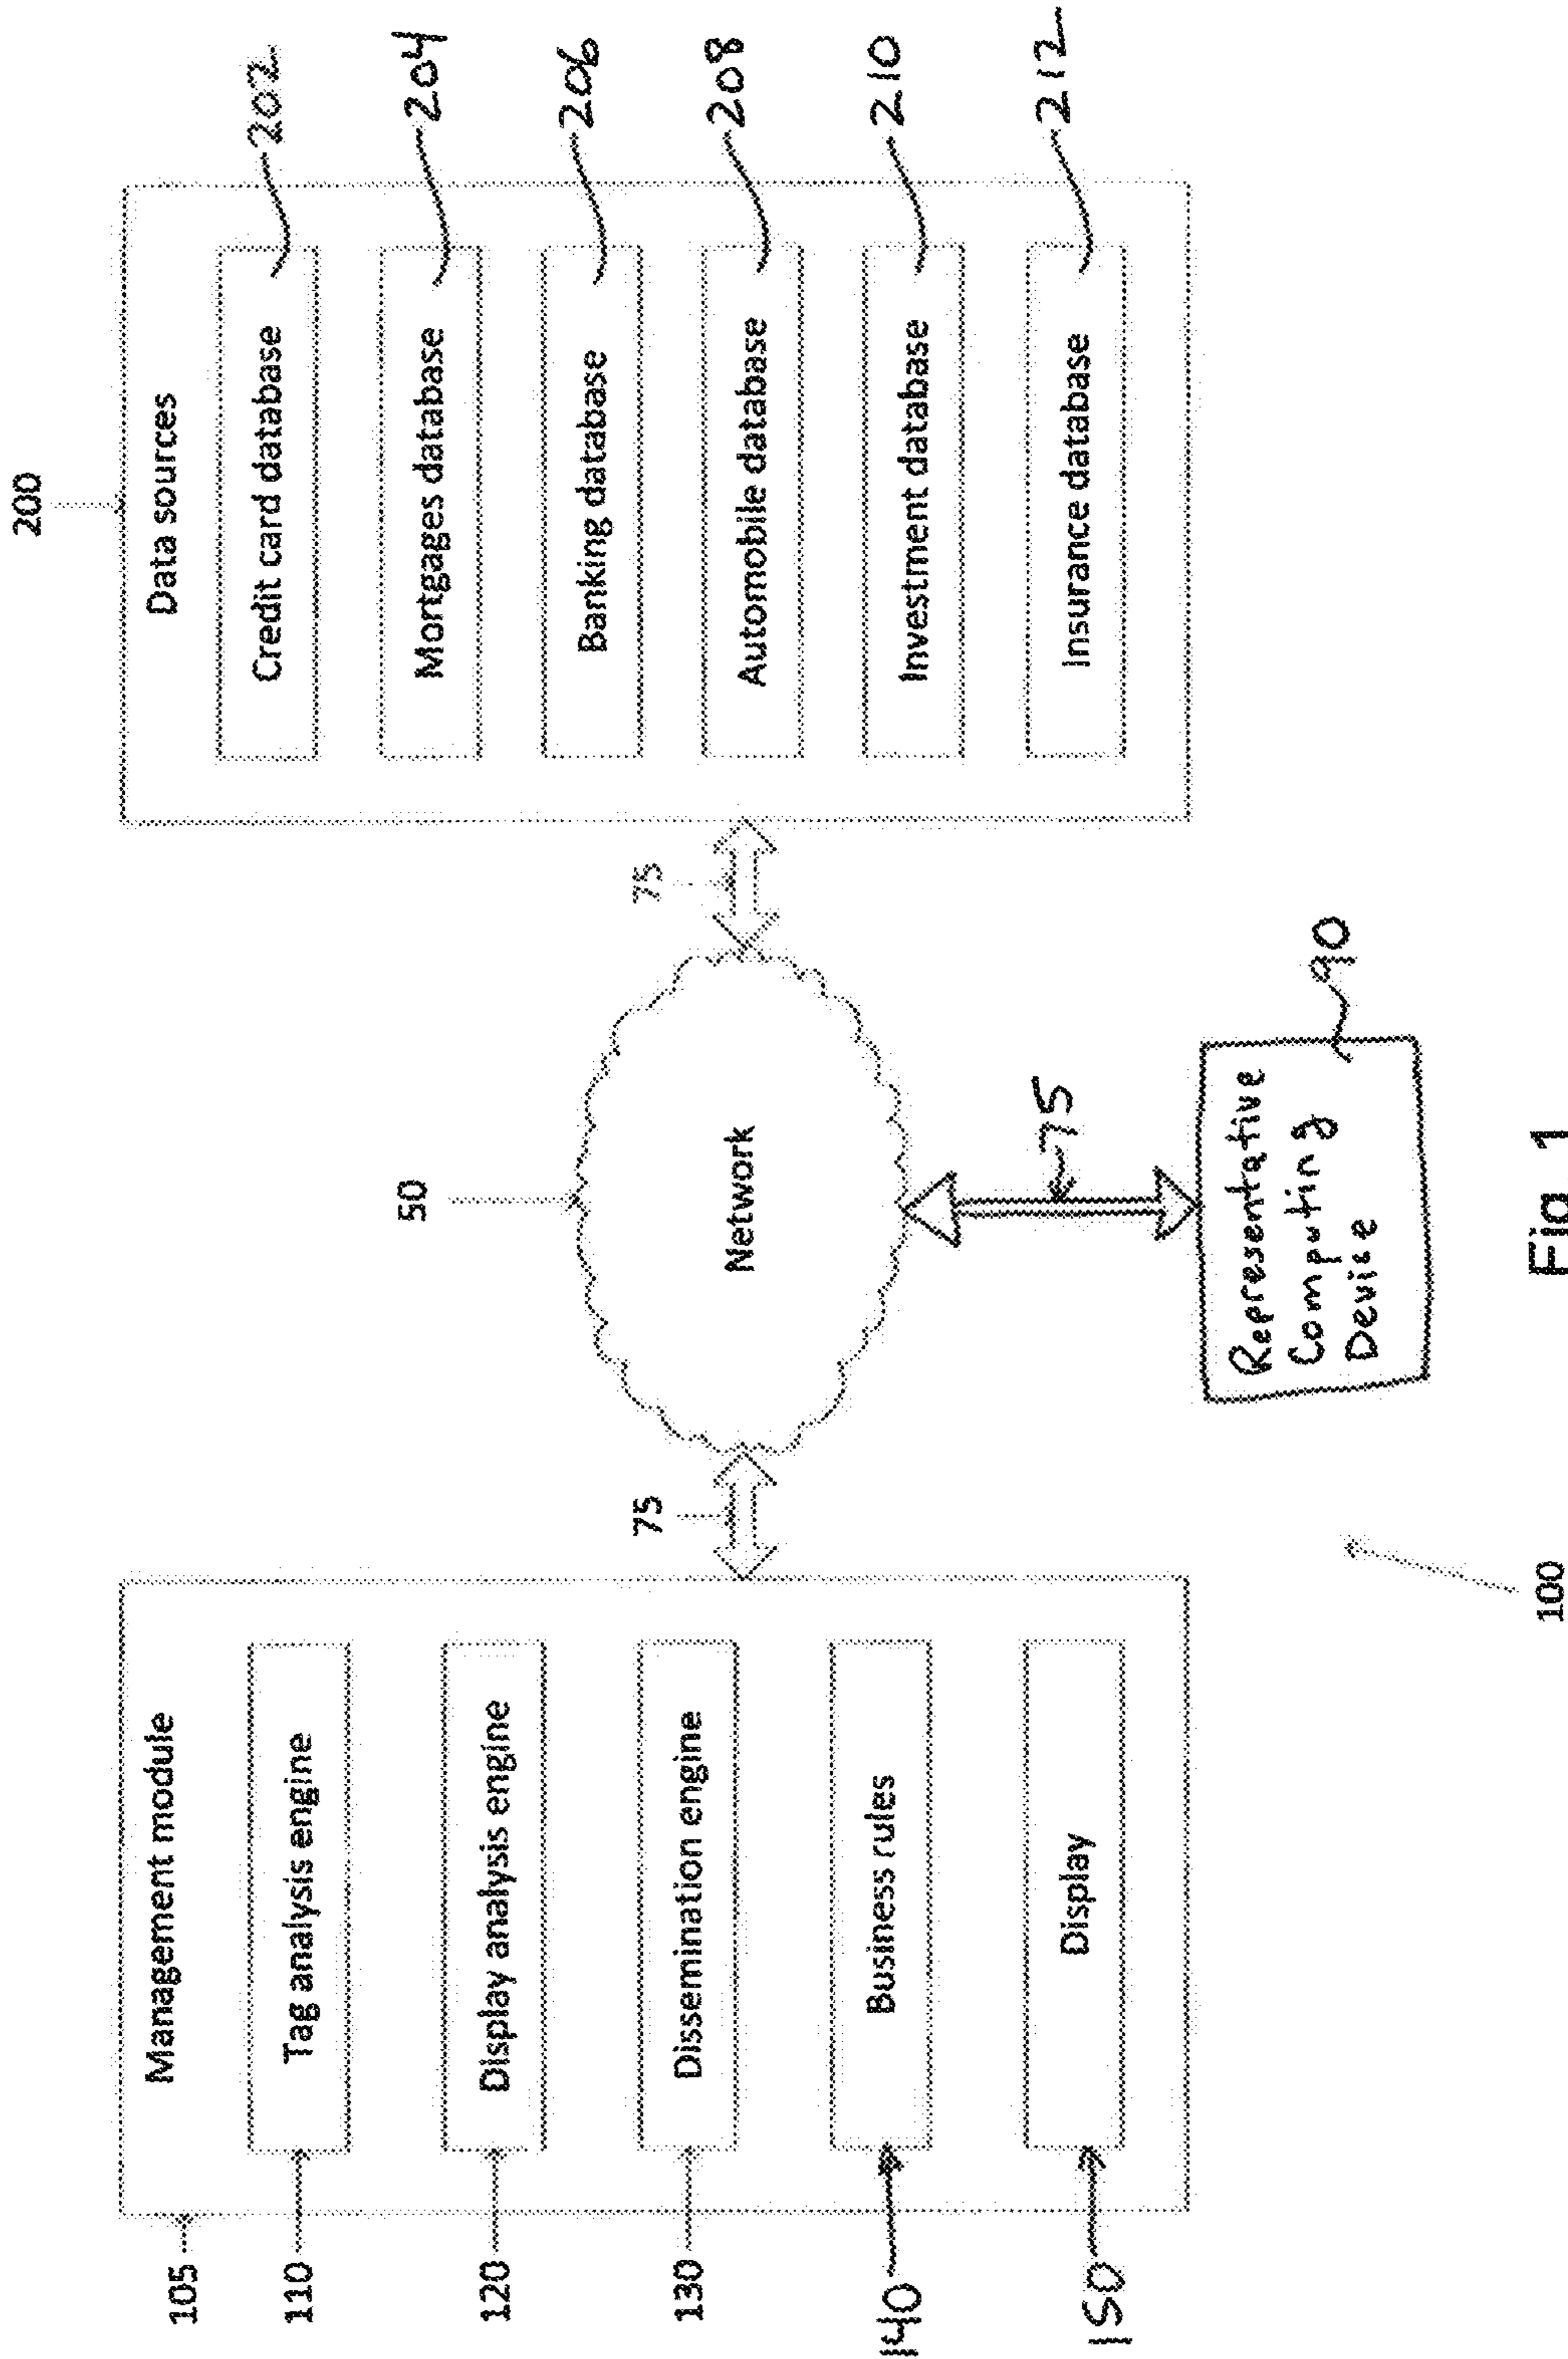 105
Management module
110
Tag analysis engine
120
Display analysis engine
130
Dissemination engine
140
Business rules
150
Display
75
50
Network
75
75
Representative
Computing
Device
90
200
Data sources
Credit card database
202
Mortgages database
204
Banking database
206
Automobile database
208
Investment database
210
Insurance database
212
100
Fig. 1